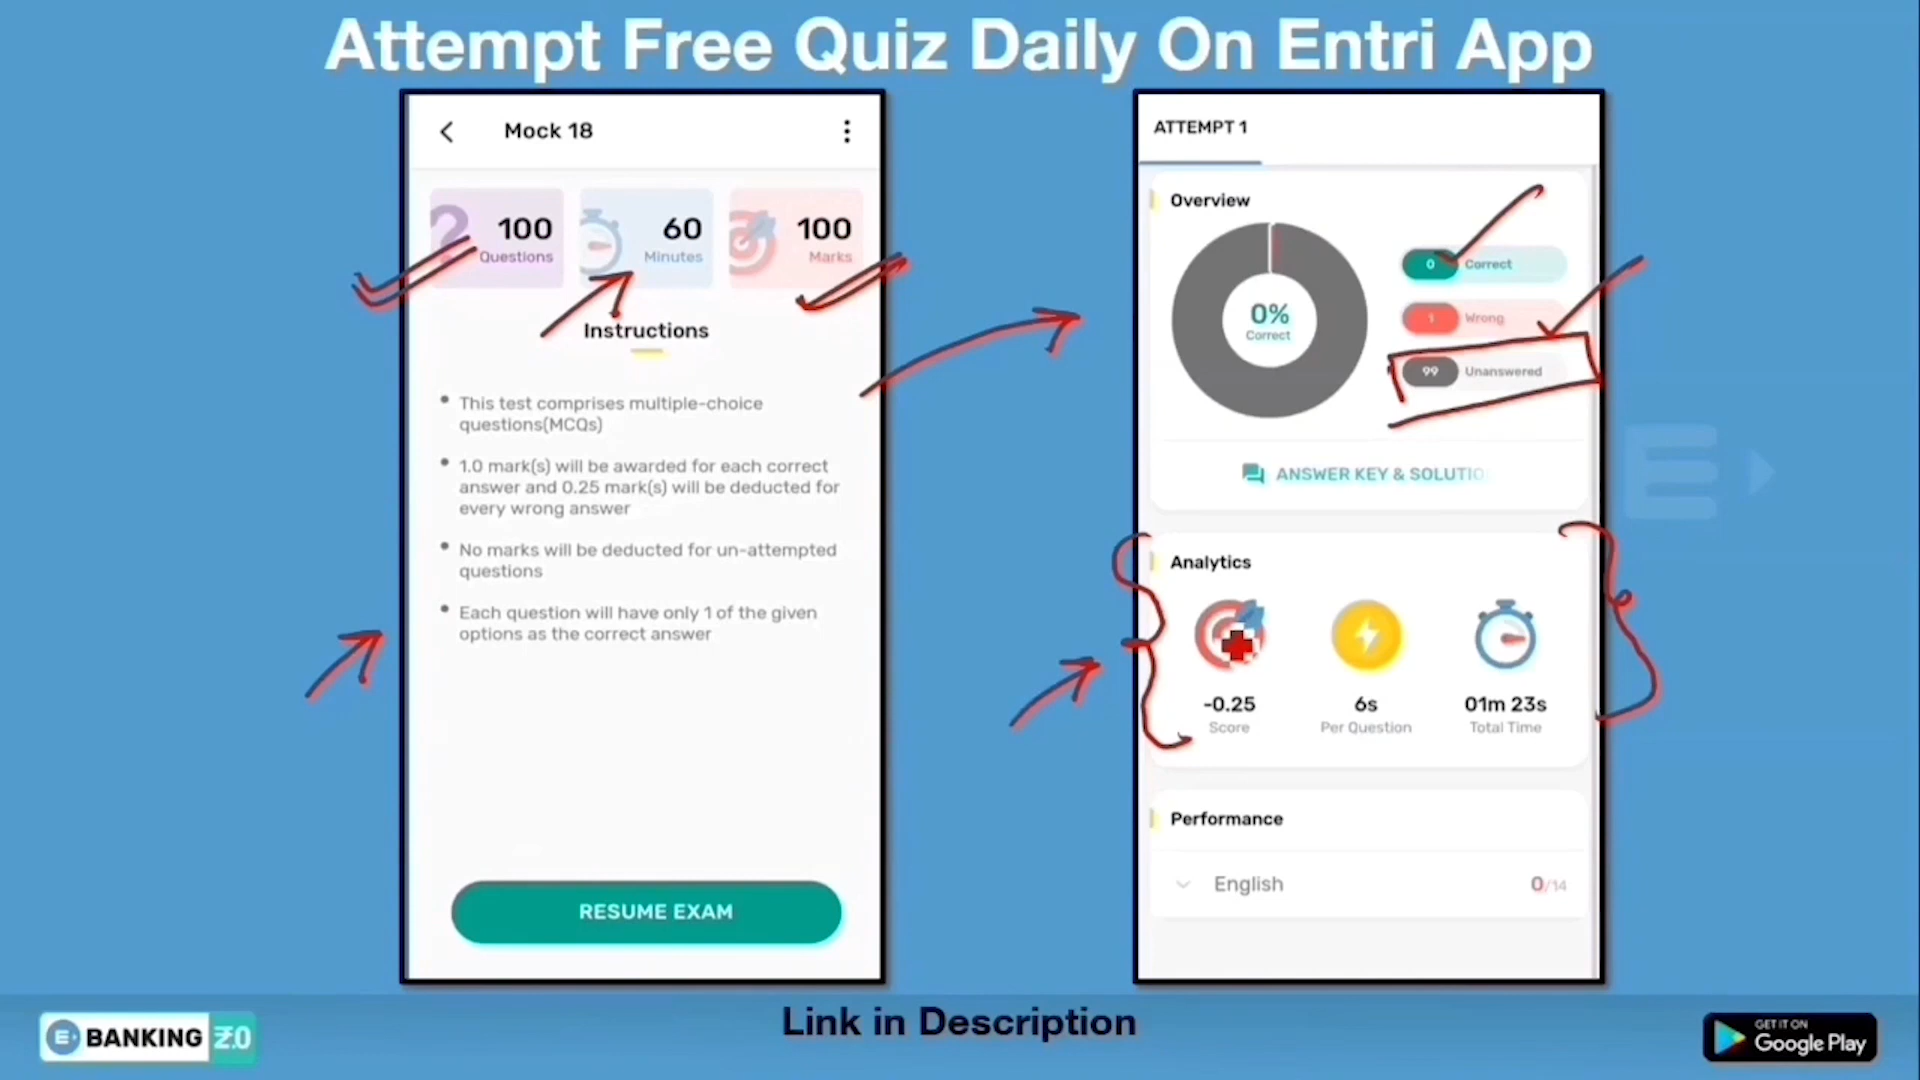 Attempt Free Quiz Daily On Entri App
Mock 18
100
Questions
60
Minutes
100
Marks
Instructions
This test comprises multiple-choice
questions(MCQs)
1.0 mark(s) will be awarded for each correct
answer and 0.25 mark(s) will be deducted for
every wrong answer
No marks will be deducted for un-attempted
questions
Each question will have only 1 of the given
options as the correct answer
RESUME EXAM
ATTEMPT 1
Overview
0%
Correct
0 Correct
1 Wrong
99 Unanswered
ANSWER KEY & SOLUTIO
Analytics
-0.25
Score
6s
Per Question
01m 23s
Total Time
Performance
English 0/14
Link in Description
E BANKING 2.0
GET IT ON
Google Play